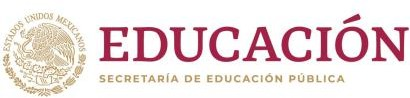 ESTADOS UNIDOS MEXICANOS
EDUCACIÓN
SECRETARÍA DE EDUCACIÓN PÚBLICA